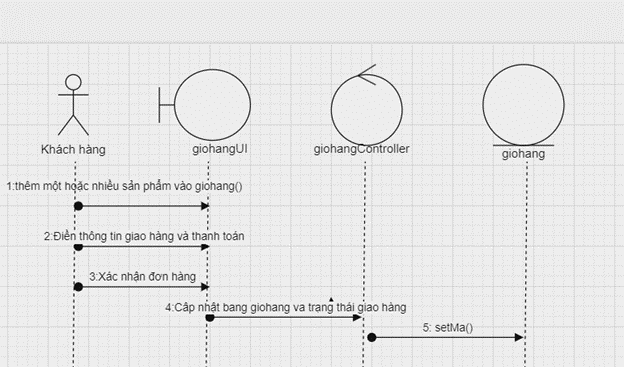 Khách hàng
giohangUI
giohangController
giohang
1:thêm một hoặc nhiều sản phẩm vào giohang()
2:Điền thông tin giao hàng và thanh toán
3:Xác nhận đơn hàng
4:Cập nhật bang giohang va trạng thái giao hàng
5: setMa()